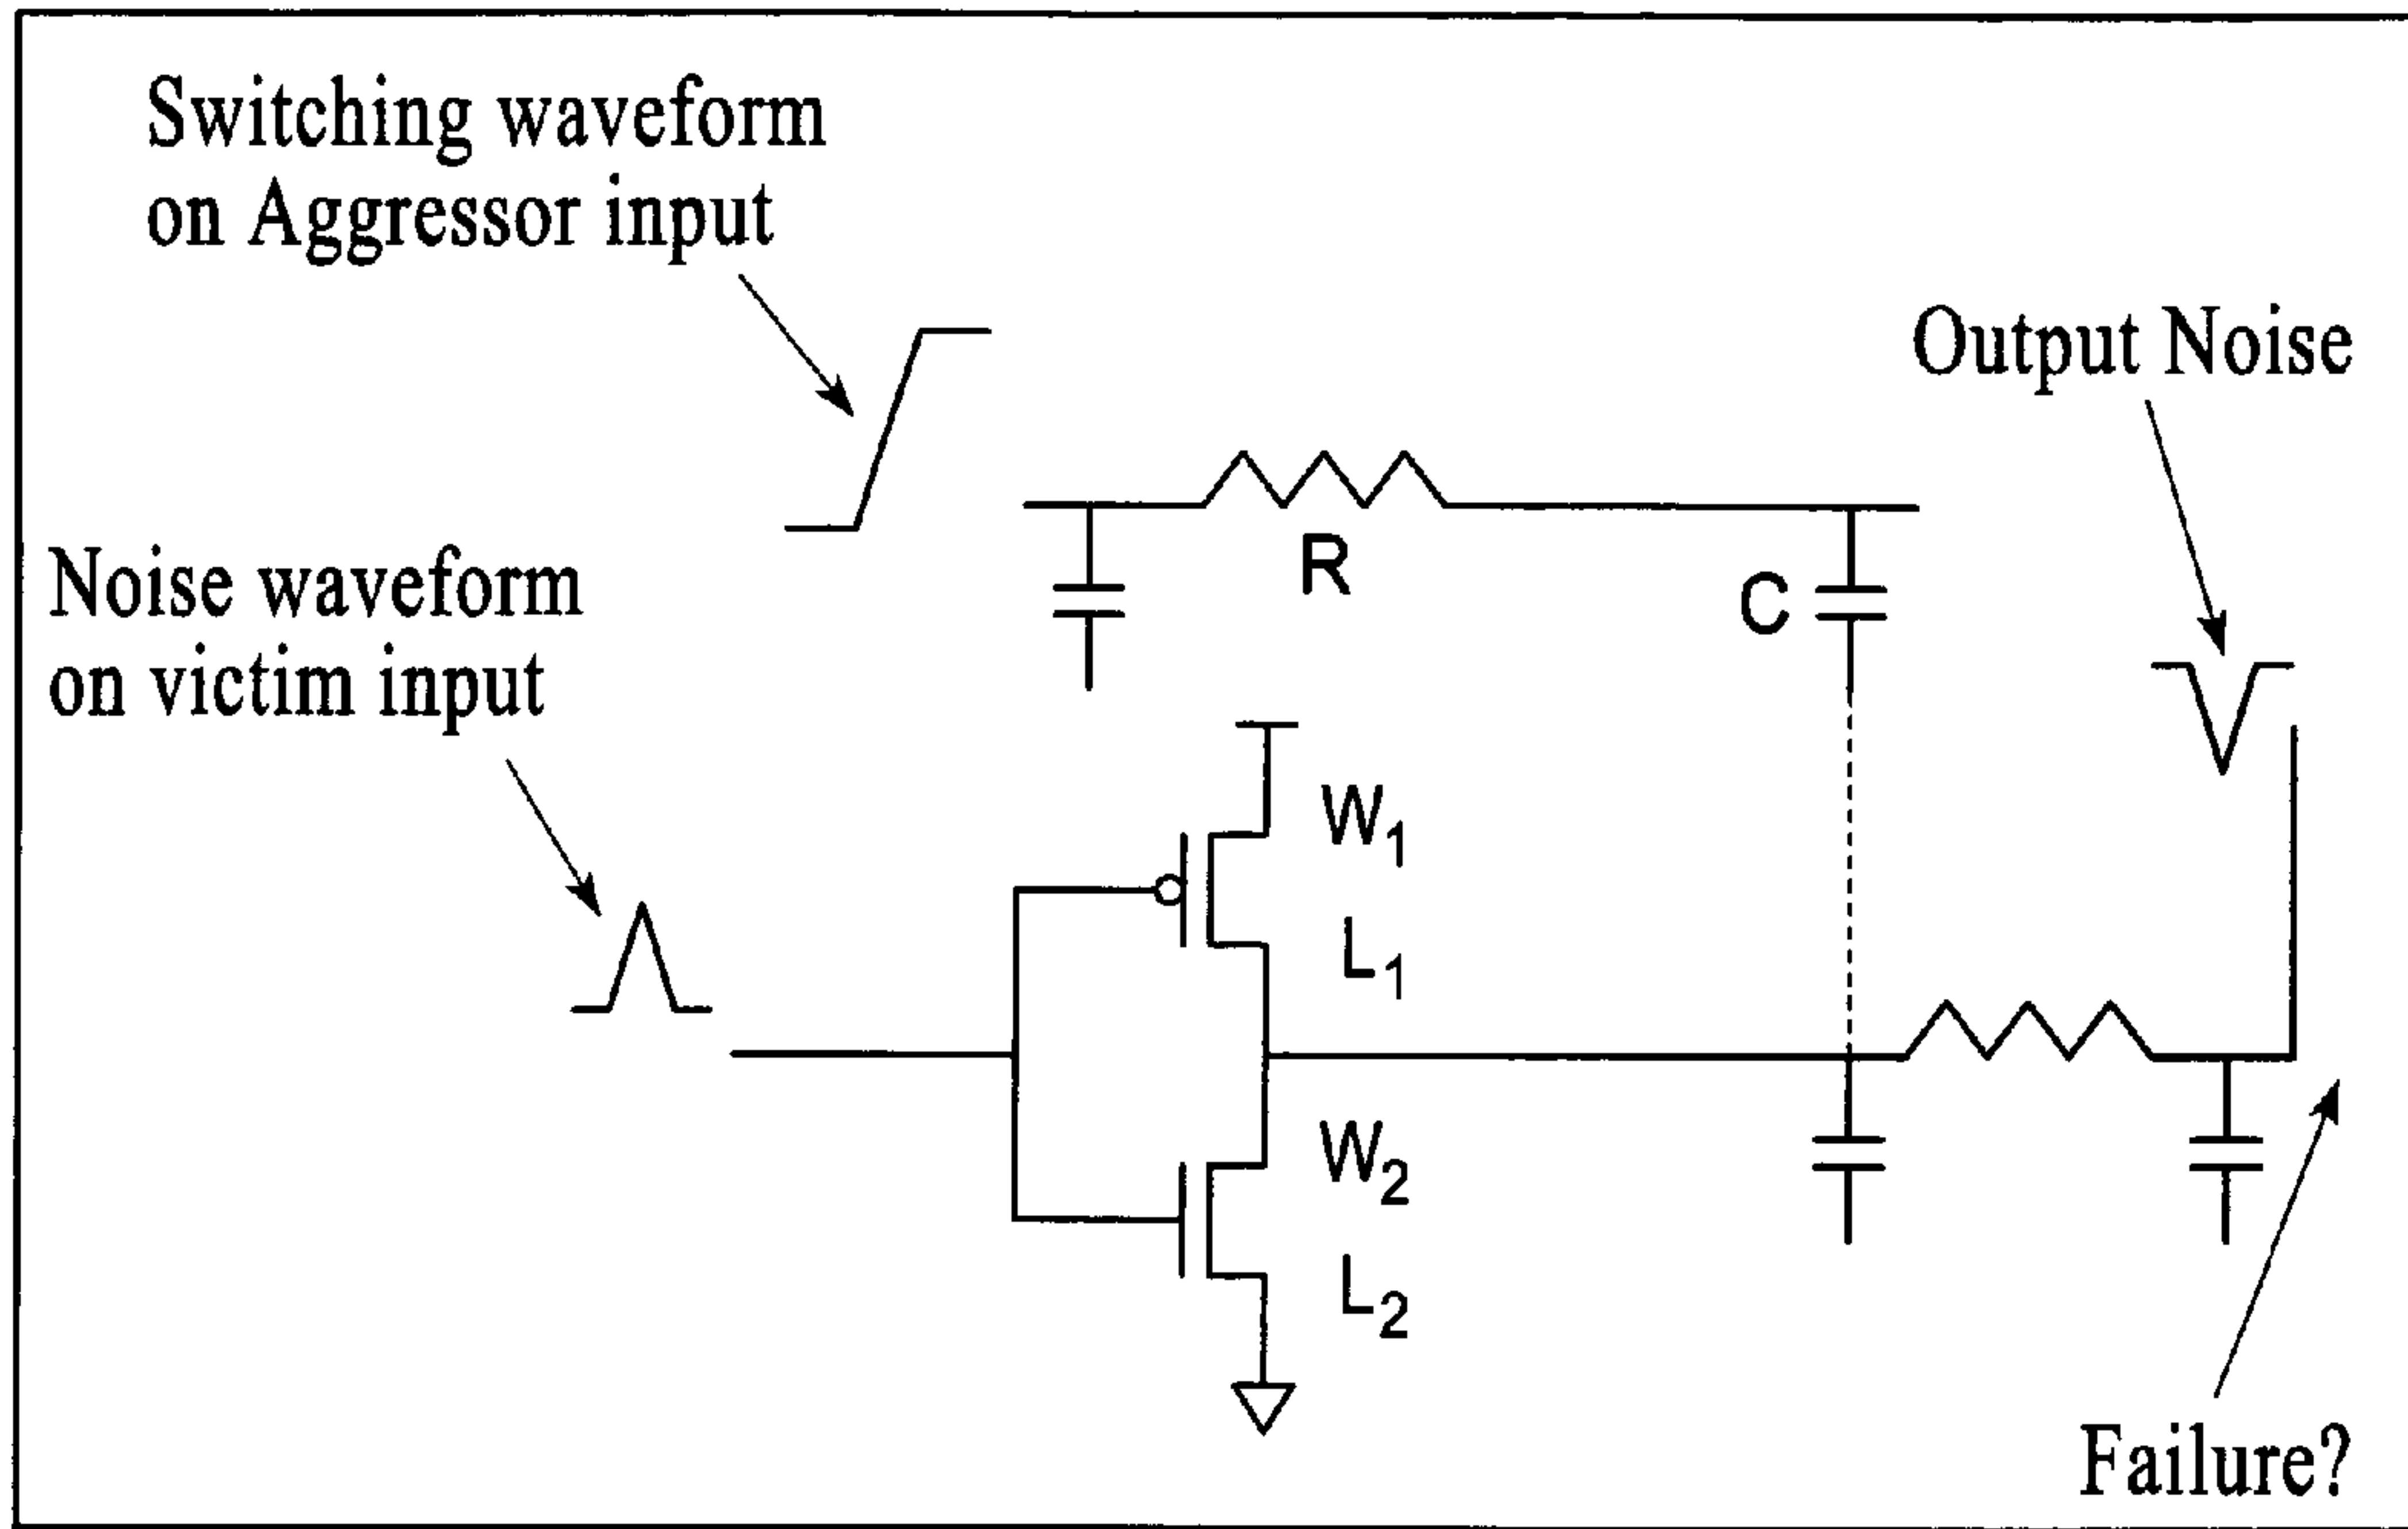 Switching waveform
on Aggressor input
Output Noise
R
C
Noise waveform
on victim input
W1
L1
W2
L2
Failure?